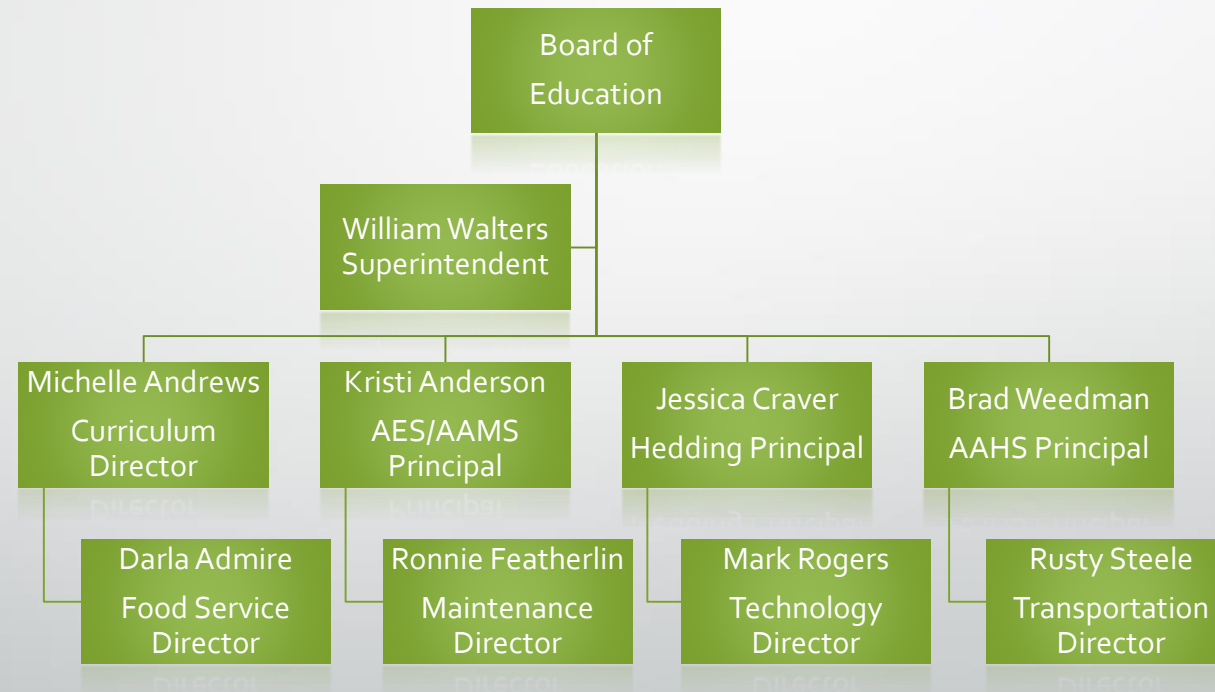 Board of
Education
William Walters
Superintendent
Michelle Andrews
Curriculum
Director
Kristi Anderson
AES/AAMS
Principal
Jessica Craver
Hedding Principal
Brad Weedman
AAHS Principal
Darla Admire
Food Service
Director
Ronnie Featherlin
Maintenance
Director
Mark Rogers
Technology
Director
Rusty Steele
Transportation
Director